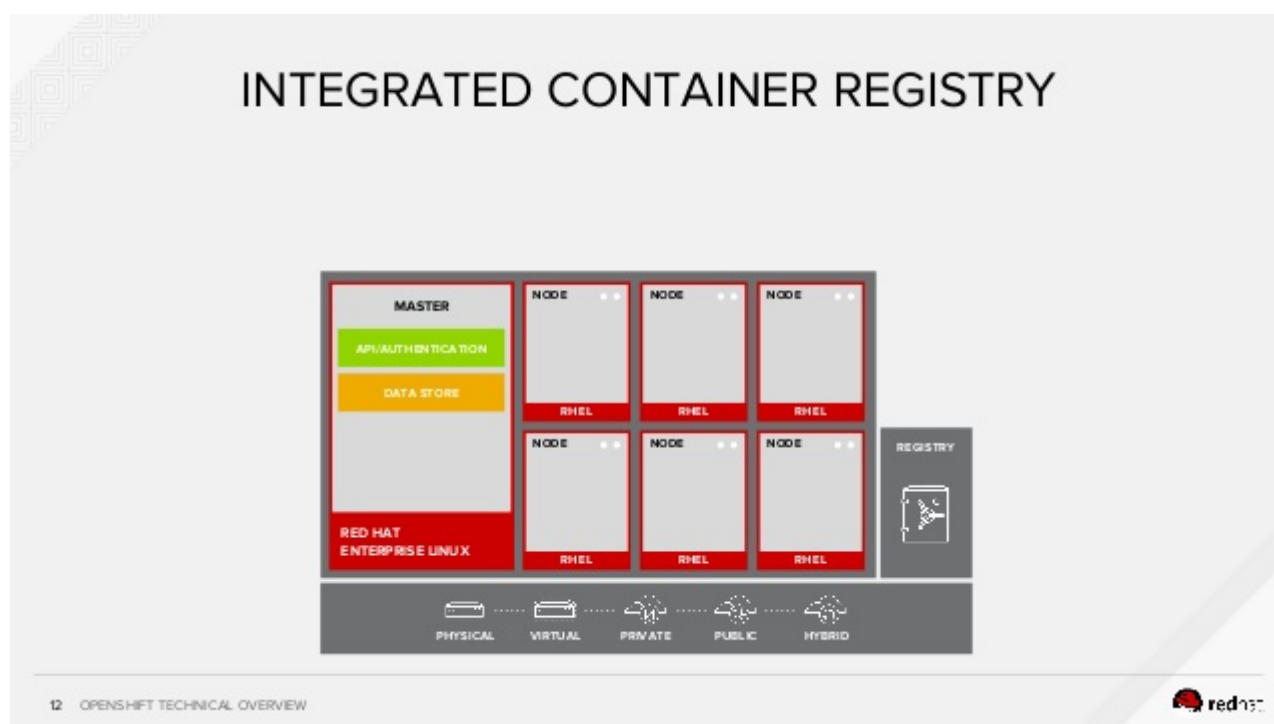 INTEGRATED CONTAINER REGISTRY
MASTER
API/AUTHENTICATION
DATA STORE
RED HAT
ENTERPRISE LINUX
NODE
NODE
NODE
RHEL
RHEL
RHEL
NODE
NODE
NODE
RHEL
RHEL
RHEL
REGISTRY
PHYSICAL
VIRTUAL
PRIVATE
PUBLIC
HYBRID
12 OPENSHIFT TECHNICAL OVERVIEW
redhat